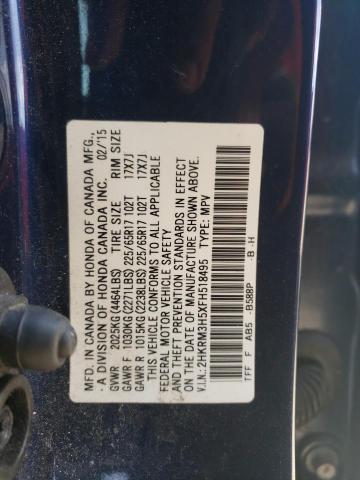 MFD. IN CANADA BY HONDA OF CANADA MFG.,
- A DIVISION OF HONDA CANADA INC. 02/'15
GVWR 2025KG(4464LBS) TIRE SIZE RIM SIZE
GAWR F 1030KG(2271LBS) 225/65R17 102T 17X7J
GAWR R 1015KG(2238LBS) 225/65R17 102T 17X7J
THIS VEHICLE CONFORMS TO ALL APPLICABLE
FEDERAL MOTOR VEHICLE SAFETY
AND THEFT PREVENTION STANDARDS IN EFFECT
ON THE DATE OF MANUFACTURE SHOWN ABOVE.
V.I.N.: 2HKRM3H5XFH518495 TYPE: MPV
TFF F AB5 -B588P -B -H